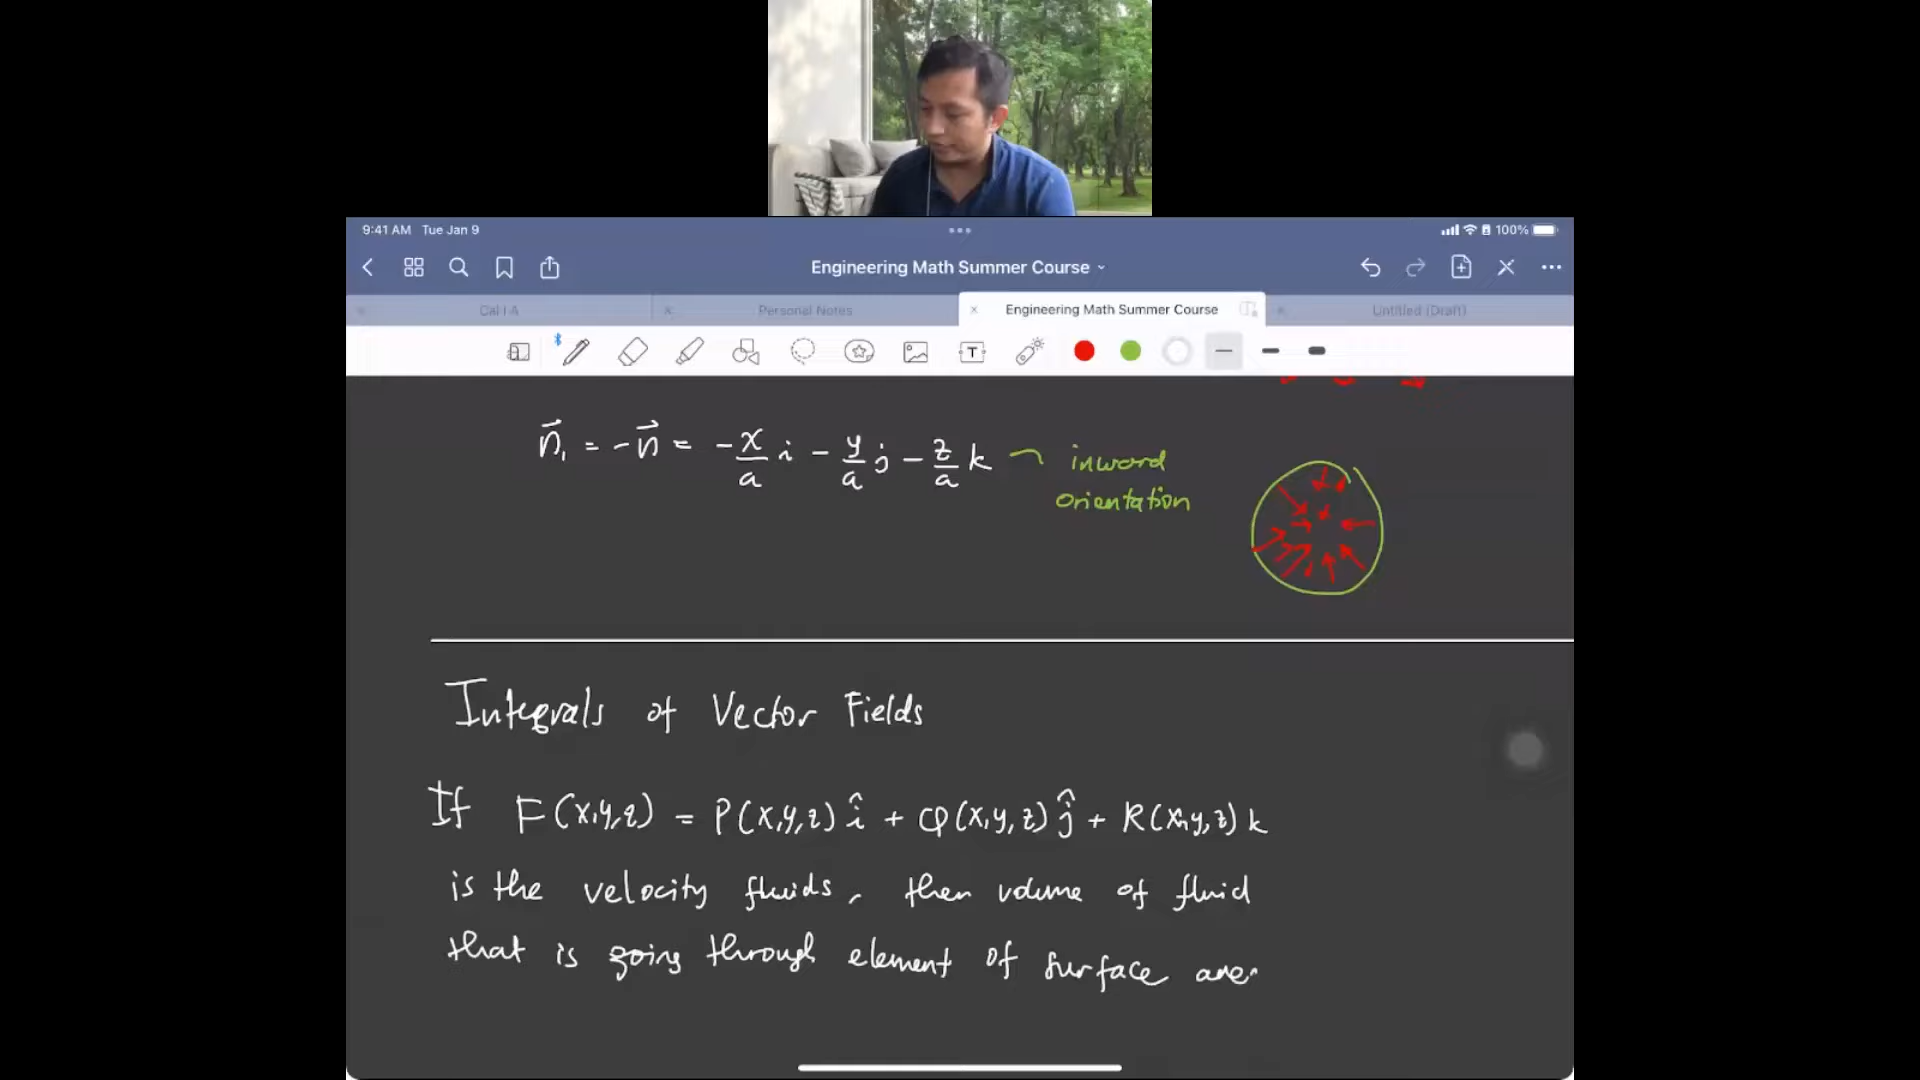 9:41 AM Tue Jan 9
100%
Engineering Math Summer Course
Cal I A
Personal Notes
Engineering Math Summer Course
Untitled (Draft)
T
n⃗₁ = -n⃗ = -x/a i - y/a j - z/a k
inward
orientation
Integrals of Vector Fields
If F(x,y,z) = P(x,y,z) î + Q(x,y,z) ĵ + R(x,y,z) k
is the velocity fluids, then volume of fluid
that is going through element of surface area